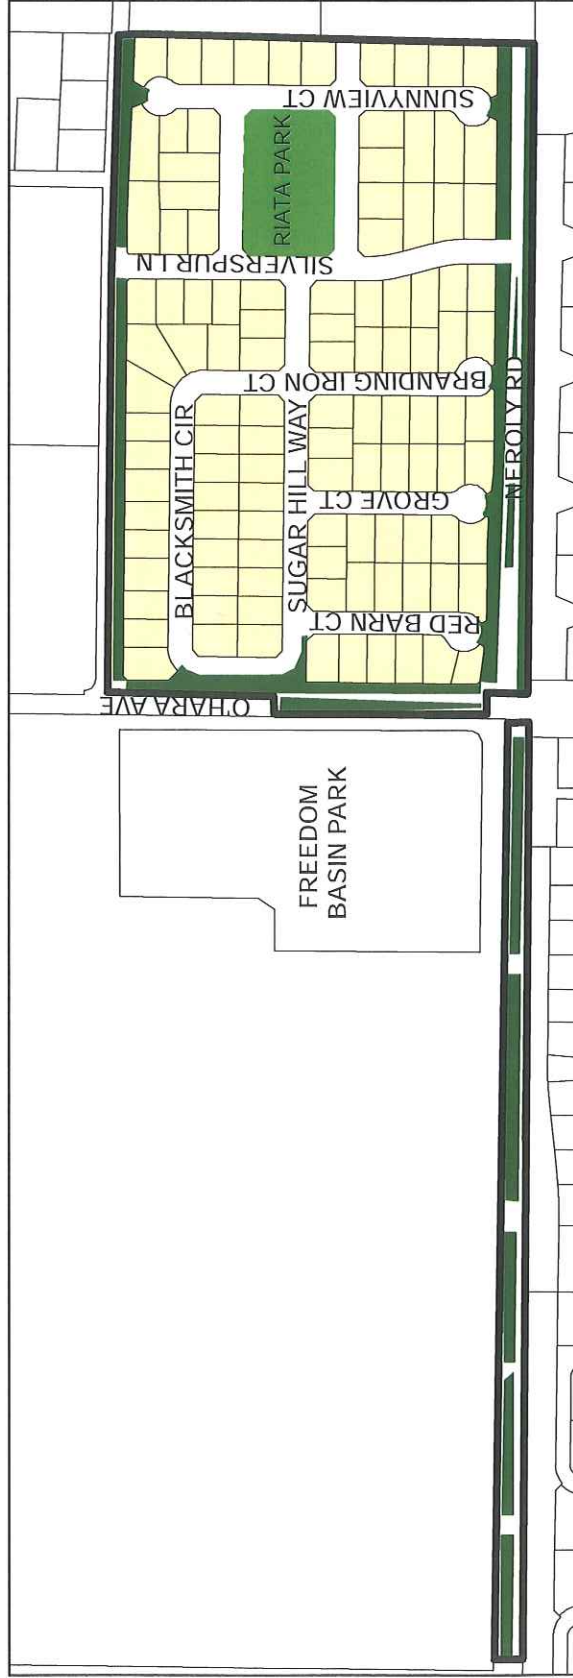 SUNNYVIEW CT
RIATA PARK
SILVERSPUR LN
BRANDING IRON CT
BLACKSMITH CIR
SUGAR HILL WAY
GROVE CT
NEROLY RD
RED BARN CT
O'HARA AVE
FREEDOM
BASIN PARK